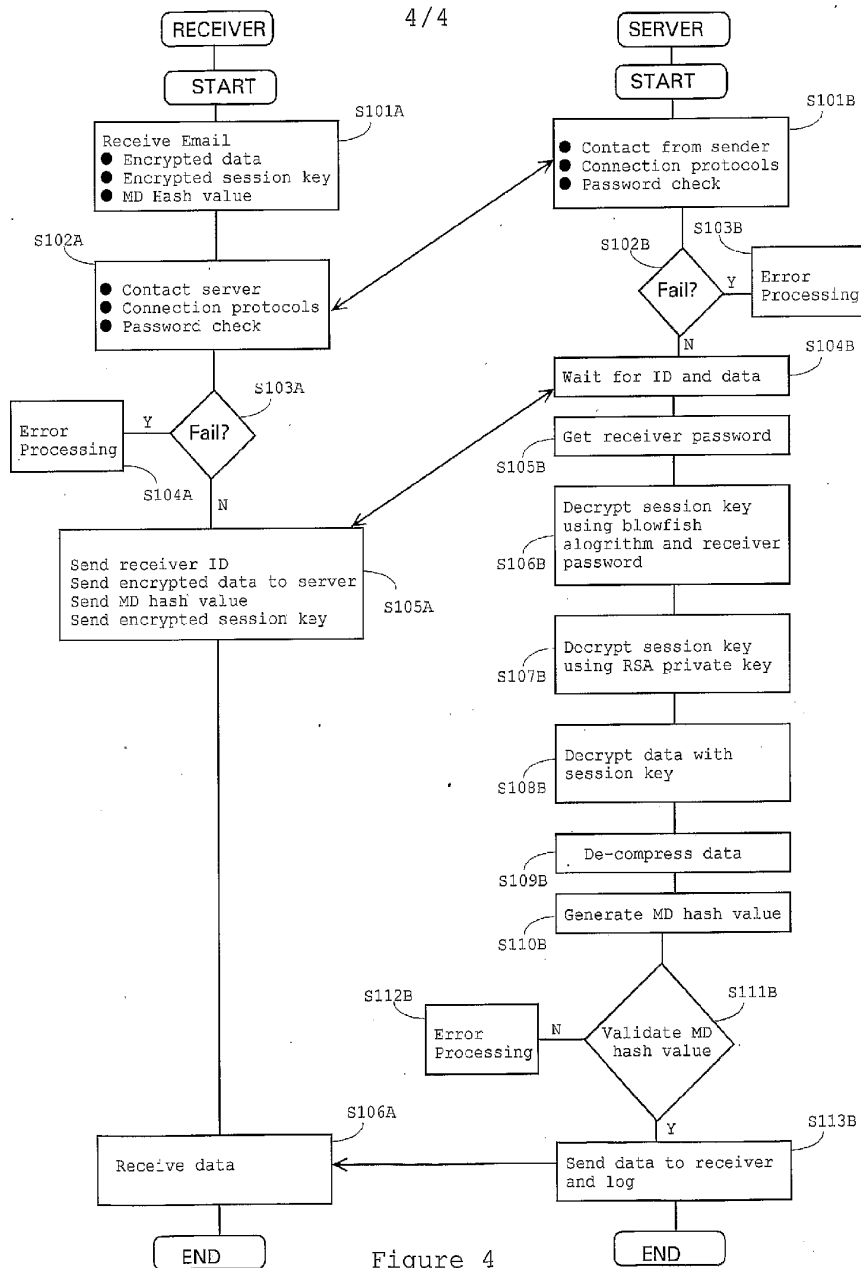 4/4
RECEIVER
START
S101A
Receive Email
● Encrypted data
● Encrypted session key
● MD Hash value
S102A
● Contact server
● Connection protocols
● Password check
S103A
Fail?
Y
N
Error
Processing
S104A
Send receiver ID
Send encrypted data to server
Send MD hash value
Send encrypted session key
S105A
S106A
Receive data
END
SERVER
START
S101B
● Contact from sender
● Connection protocols
● Password check
S102B
S103B
Fail?
Y
N
Error
Processing
S104B
Wait for ID and data
Get receiver password
S105B
Decrypt session key
using blowfish
alogrithm and receiver
password
S106B
Decrypt session key
using RSA private key
S107B
Decrypt data with
session key
S108B
De-compress data
S109B
Generate MD hash value
S110B
S111B
Validate MD
hash value
N
Y
S112B
Error
Processing
S113B
Send data to receiver
and log
END
Figure 4